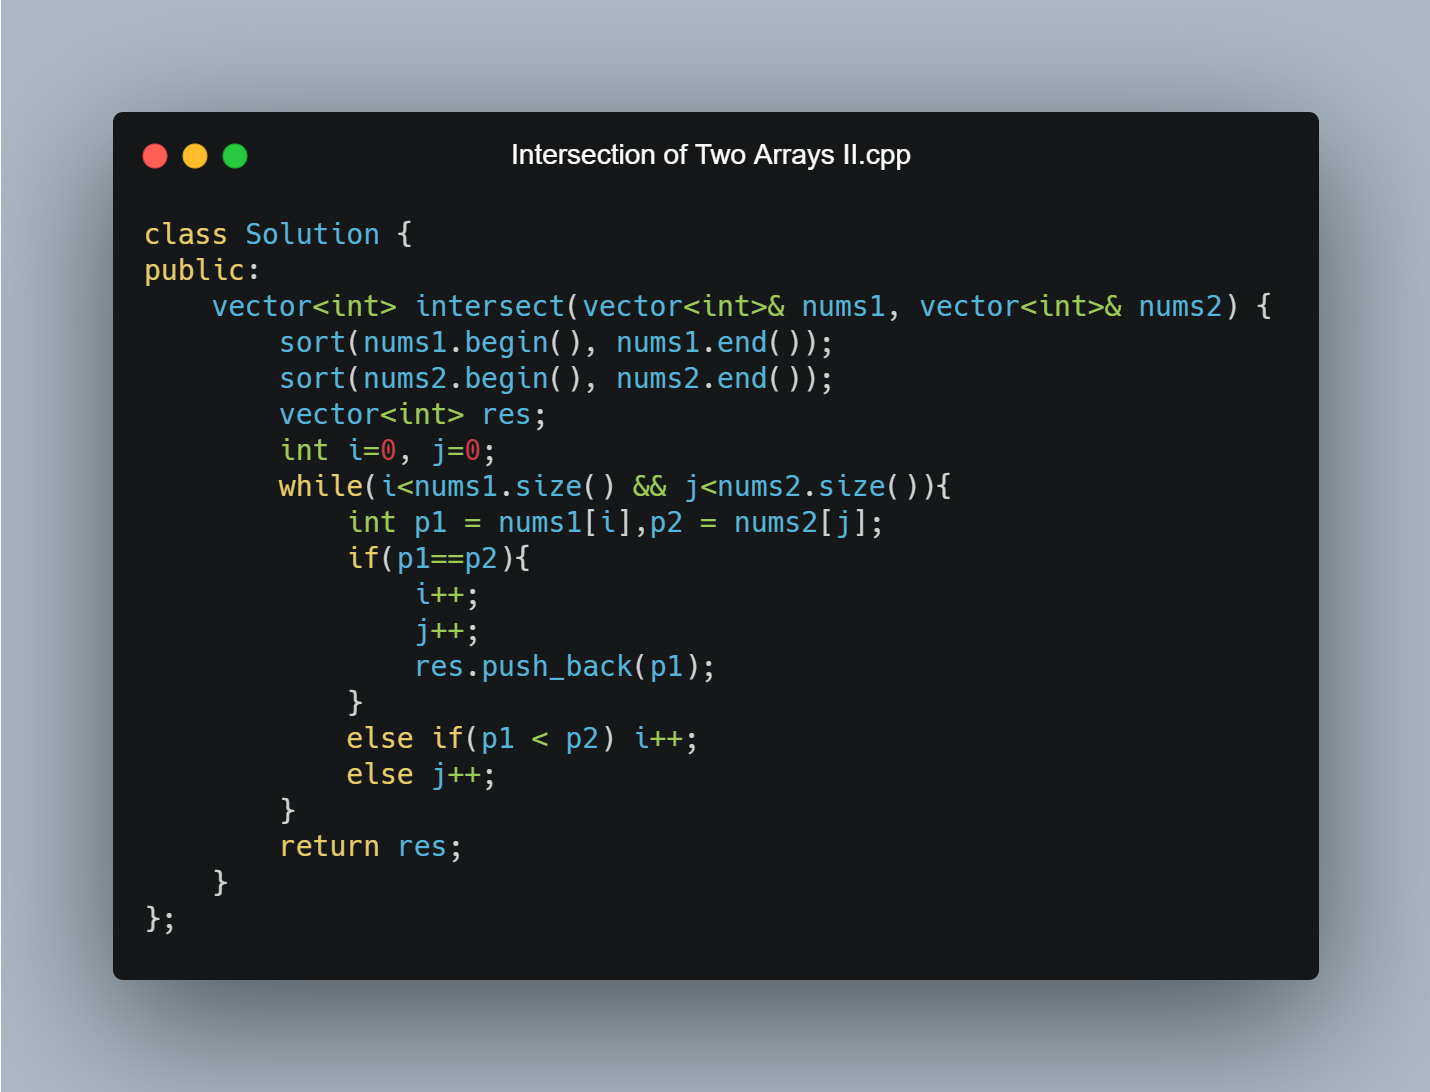 Intersection of Two Arrays II.cpp
class Solution {
public:
    vector<int> intersect(vector<int>& nums1, vector<int>& nums2) {
        sort(nums1.begin(), nums1.end());
        sort(nums2.begin(), nums2.end());
        vector<int> res;
        int i=0, j=0;
        while(i<nums1.size() && j<nums2.size()){
            int p1 = nums1[i],p2 = nums2[j];
            if(p1==p2){
                i++;
                j++;
                res.push_back(p1);
            }
            else if(p1 < p2) i++;
            else j++;
        }
        return res;
    }
};